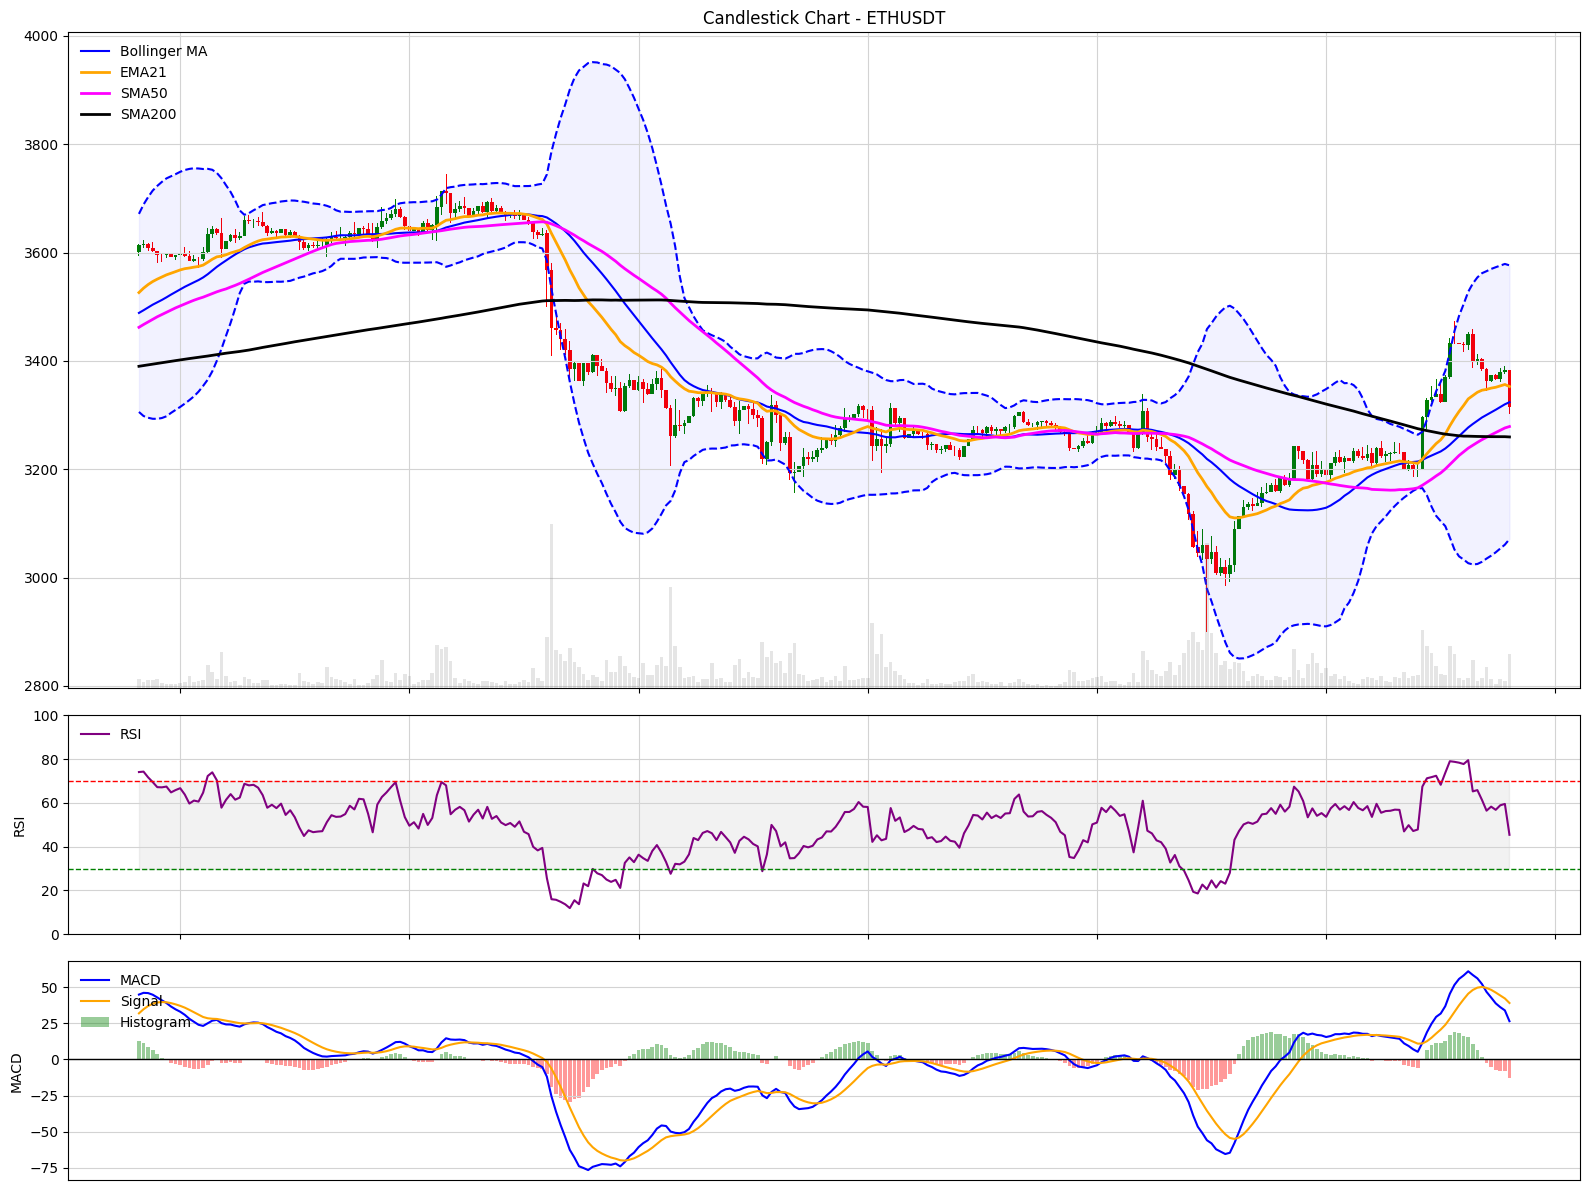 Candlestick Chart - ETHUSDT
4000
3800
3600
3400
3200
3000
2800
Bollinger MA
EMA21
SMA50
SMA200
100
80
60
40
20
0
RSI
RSI
50
25
0
−25
−50
−75
MACD
MACD
Signal
Histogram